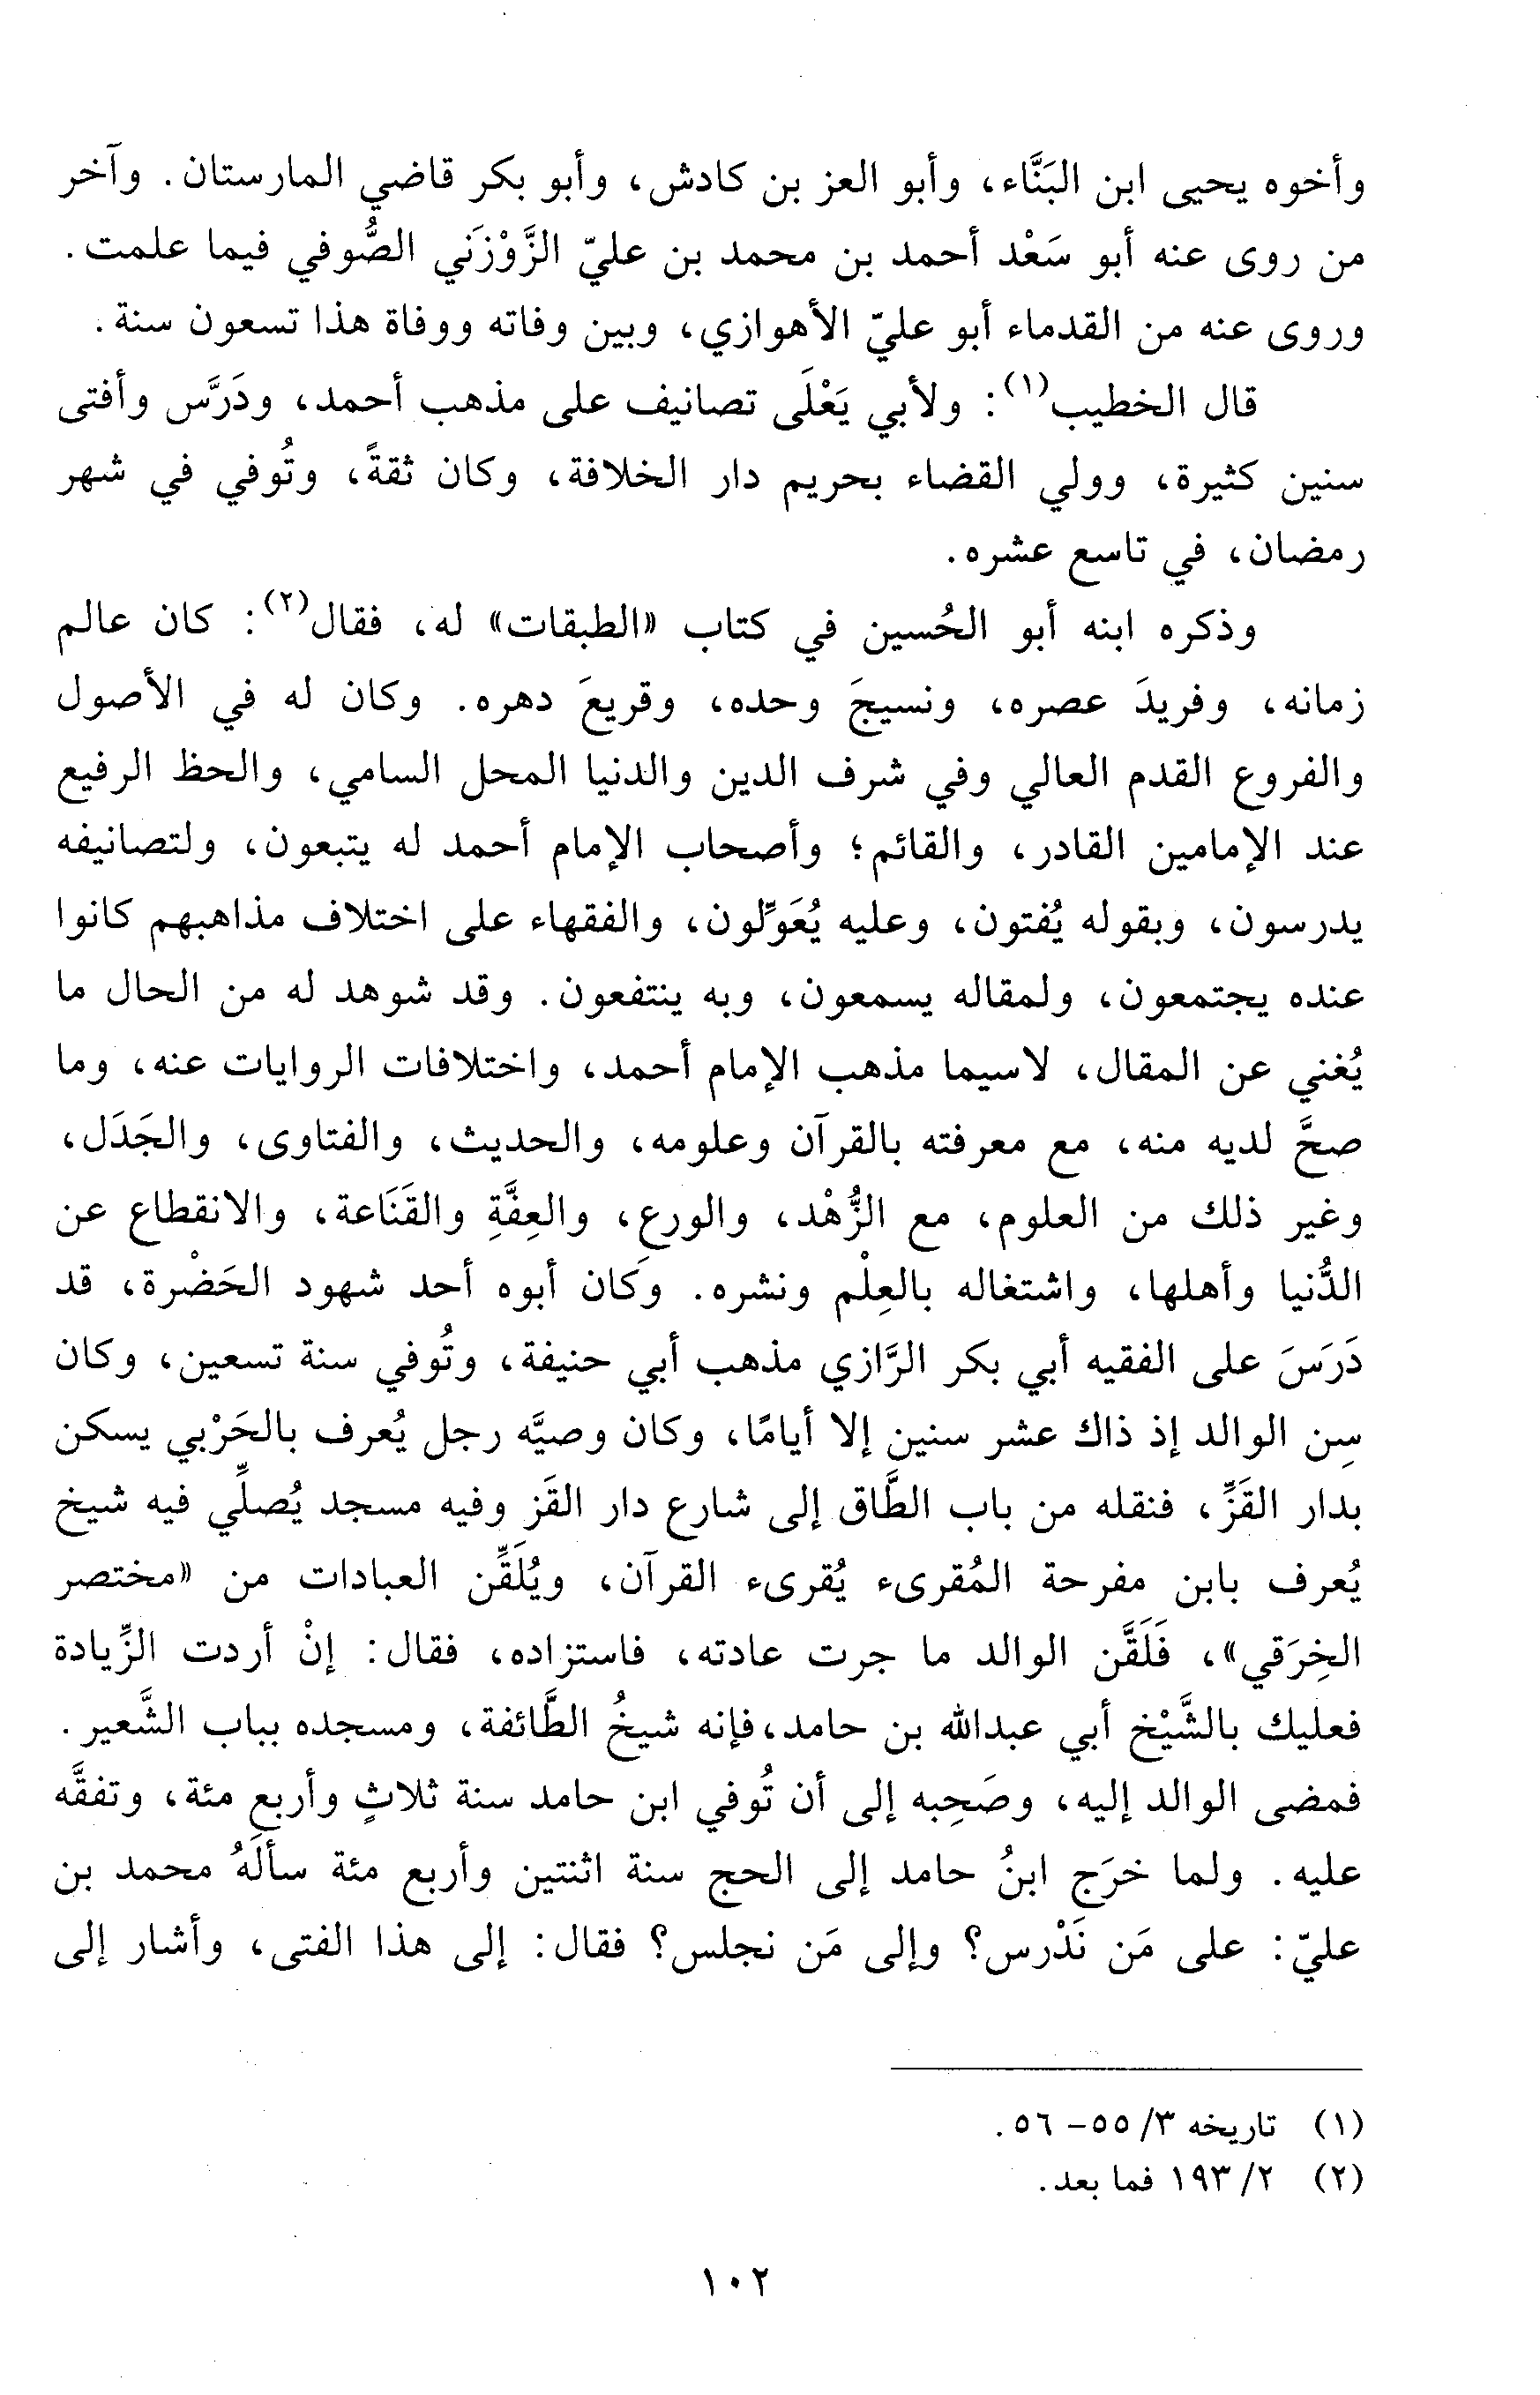 وأخوه يحيى ابن البَنَّاء، وأبو العز بن كادش، وأبو بكر قاضي المارستان. وآخر
من روى عنه أبو سَعْد أحمد بن محمد بن عليّ الزَّوْزَني الصُّوفي فيما علمت.
وروى عنه من القدماء أبو عليّ الأهوازي، وبين وفاته ووفاة هذا تسعون سنة.
قال الخطيب(١): ولأبي يَعْلَى تصانيف على مذهب أحمد، ودَرَّس وأفتى
سنين كثيرة، وولي القضاء بحريم دار الخلافة، وكان ثقةً، وتُوفي في شهر
رمضان، في تاسع عشره.
وذكره ابنه أبو الحُسين في كتاب «الطبقات» له، فقال(٢): كان عالم
زمانه، وفريدَ عصره، ونسيجَ وحده، وقريعَ دهره. وكان له في الأصول
والفروع القدم العالي وفي شرف الدين والدنيا المحل السامي، والحظ الرفيع
عند الإمامين القادر، والقائم؛ وأصحاب الإمام أحمد له يتبعون، ولتصانيفه
يدرسون، وبقوله يُفتون، وعليه يُعَوِّلون، والفقهاء على اختلاف مذاهبهم كانوا
عنده يجتمعون، ولمقاله يسمعون، وبه ينتفعون. وقد شوهد له من الحال ما
يُغني عن المقال، لاسيما مذهب الإمام أحمد، واختلافات الروايات عنه، وما
صحَّ لديه منه، مع معرفته بالقرآن وعلومه، والحديث، والفتاوى، والجَدَل،
وغير ذلك من العلوم، مع الزُّهْد، والورع، والعِفَّةِ والقَنَاعة، والانقطاع عن
الدُّنيا وأهلها، واشتغاله بالعِلْم ونشره. وكان أبوه أحد شهود الحَضْرة، قد
دَرَسَ على الفقيه أبي بكر الرَّازي مذهب أبي حنيفة، وتُوفي سنة تسعين، وكان
سِن الوالد إذ ذاك عشر سنين إلا أيامًا، وكان وصيَّه رجل يُعرف بالحَرْبي يسكن
بدار القَزِّ، فنقله من باب الطَّاق إلى شارع دار القَز وفيه مسجد يُصلِّي فيه شيخ
يُعرف بابن مفرحة المُقرىء يُقرىء القرآن، ويُلَقِّن العبادات من «مختصر
الخِرَقي»، فَلَقَّن الوالد ما جرت عادته، فاستزاده، فقال: إنْ أردت الزِّيادة
فعليك بالشَّيْخ أبي عبدالله بن حامد، فإنه شيخُ الطَّائفة، ومسجده بباب الشَّعير.
فمضى الوالد إليه، وصَحِبه إلى أن تُوفي ابن حامد سنة ثلاثٍ وأربع مئة، وتفقَّه
عليه. ولما خرَج ابنُ حامد إلى الحج سنة اثنتين وأربع مئة سألَهُ محمد بن
عليّ: على مَن نَدْرس؟ وإلى مَن نجلس؟ فقال: إلى هذا الفتى، وأشار إلى
(١) تاريخه ٣/ ٥٥- ٥٦.
(٢) ٢/ ١٩٣ فما بعد.
١٠٢